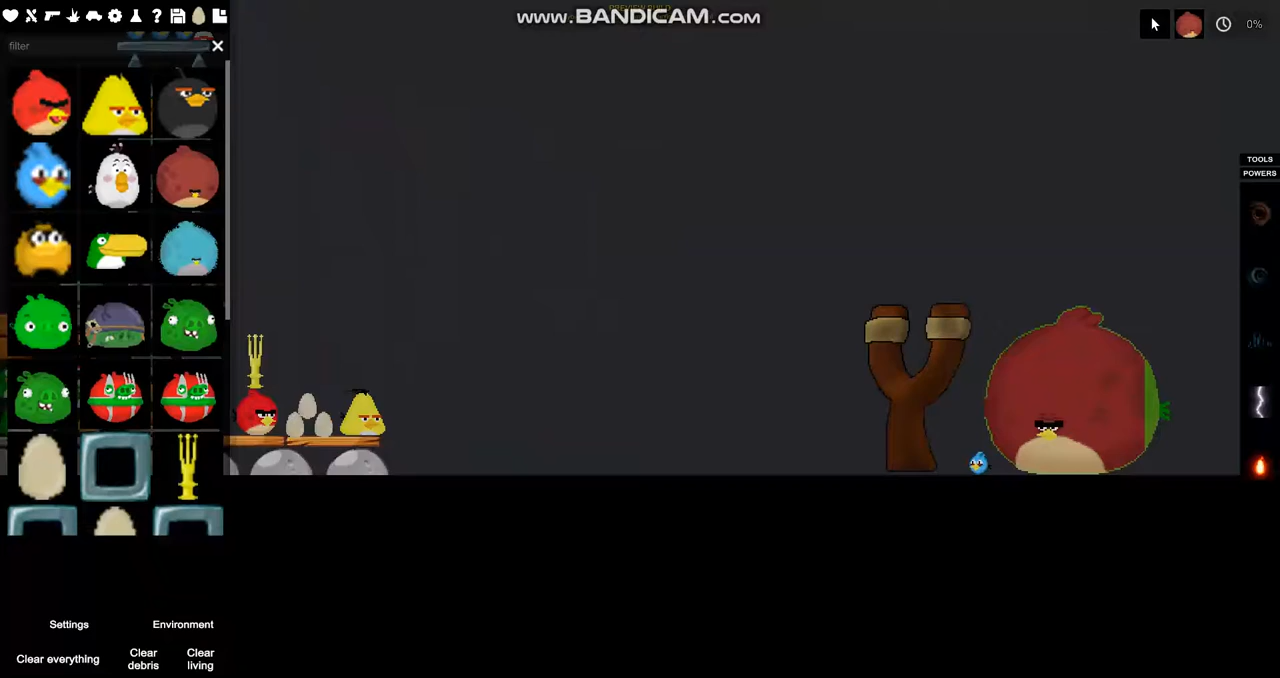 www.BANDICAM.com
0%
filter
TOOLS
POWERS
Settings
Environment
Clear everything
Clear debris
Clear living